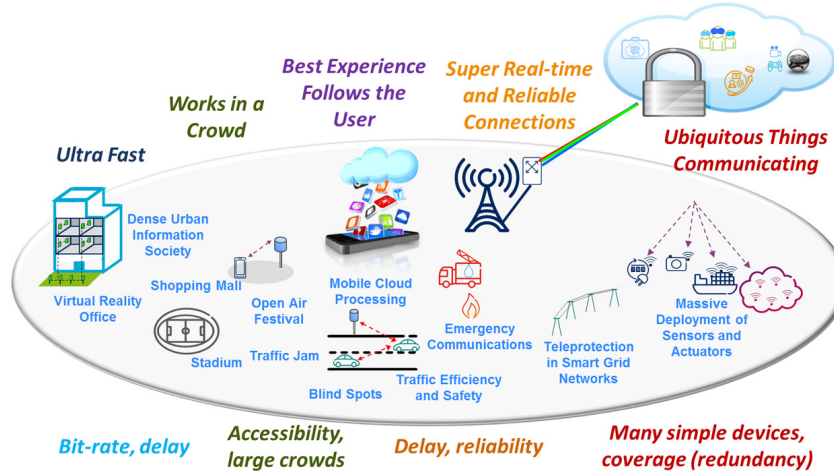 Best Experience
Follows the
User
Super Real-time
and Reliable
Connections
Works in a
Crowd
Ultra Fast
Ubiquitous Things
Communicating
Dense Urban
Information
Society
Virtual Reality
Office
Shopping Mall
Open Air
Festival
Stadium
Mobile Cloud
Processing
Traffic Jam
Blind Spots
Emergency
Communications
Traffic Efficiency
and Safety
Teleprotection
in Smart Grid
Networks
Massive
Deployment of
Sensors and
Actuators
Bit-rate, delay
Accessibility,
large crowds
Delay, reliability
Many simple devices,
coverage (redundancy)